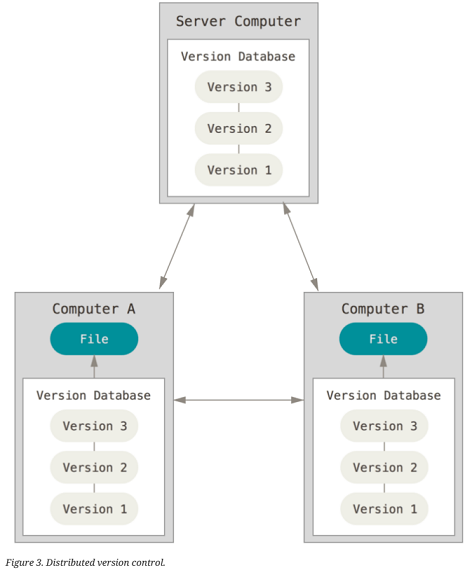 Server Computer
Version Database
Version 3
Version 2
Version 1
Computer A
File
Version Database
Version 3
Version 2
Version 1
Computer B
File
Version Database
Version 3
Version 2
Version 1
Figure 3. Distributed version control.